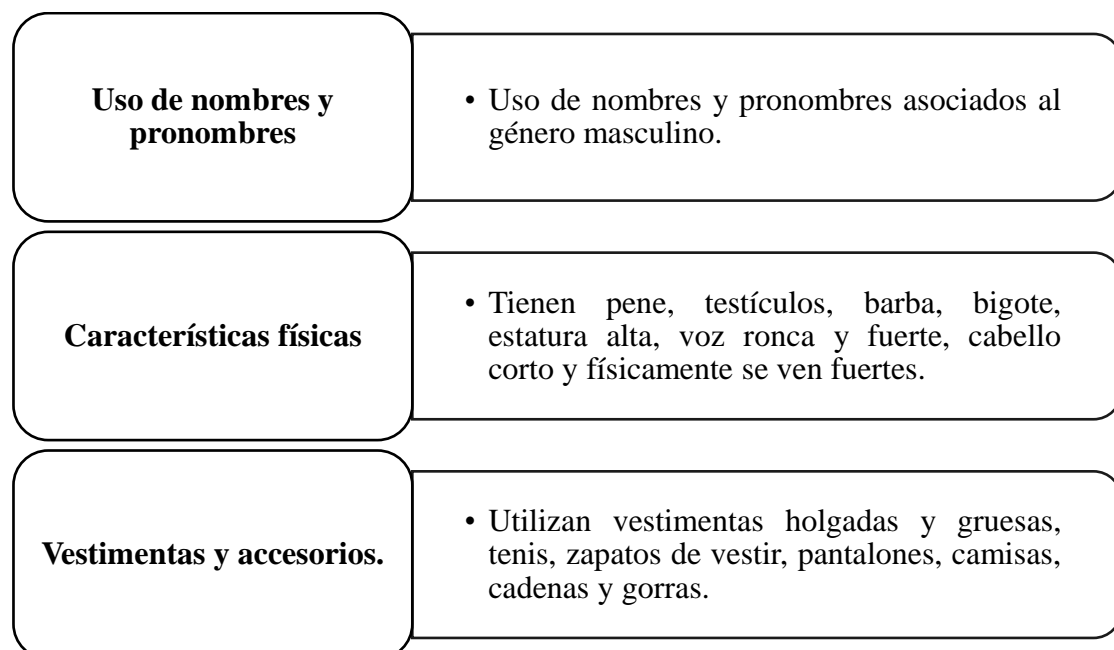 Uso de nombres y
pronombres
• Uso de nombres y pronombres asociados al
género masculino.
Características físicas
• Tienen pene, testículos, barba, bigote,
estatura alta, voz ronca y fuerte, cabello
corto y físicamente se ven fuertes.
Vestimentas y accesorios.
• Utilizan vestimentas holgadas y gruesas,
tenis, zapatos de vestir, pantalones, camisas,
cadenas y gorras.